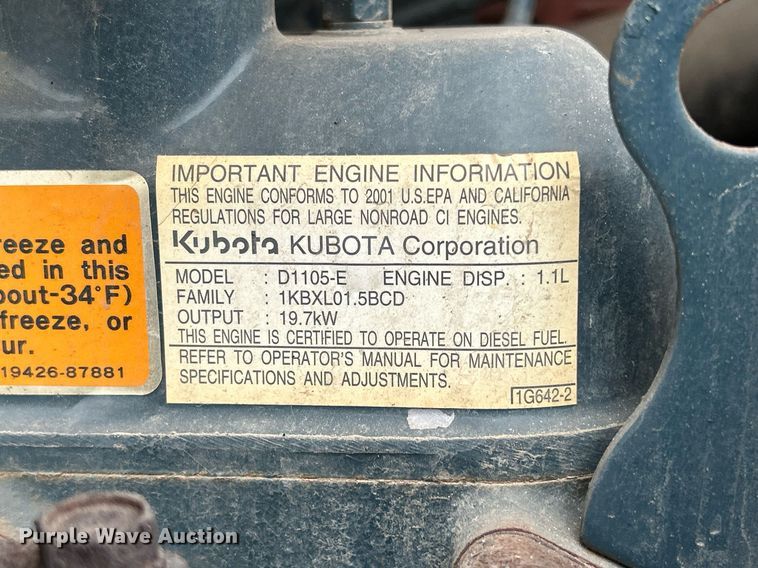 IMPORTANT ENGINE INFORMATION
THIS ENGINE CONFORMS TO 2001 U.S.EPA AND CALIFORNIA
REGULATIONS FOR LARGE NONROAD CI ENGINES.
Kubota KUBOTA Corporation
MODEL : D1105-E ENGINE DISP. : 1.1L
FAMILY : 1KBXL01.5BCD
OUTPUT : 19.7kW
THIS ENGINE IS CERTIFIED TO OPERATE ON DIESEL FUEL.
REFER TO OPERATOR'S MANUAL FOR MAINTENANCE
SPECIFICATIONS AND ADJUSTMENTS.
1G642-2
reeze and
ed in this
bout-34°F)
freeze, or
ur.
19426-87881
Purple Wave Auction